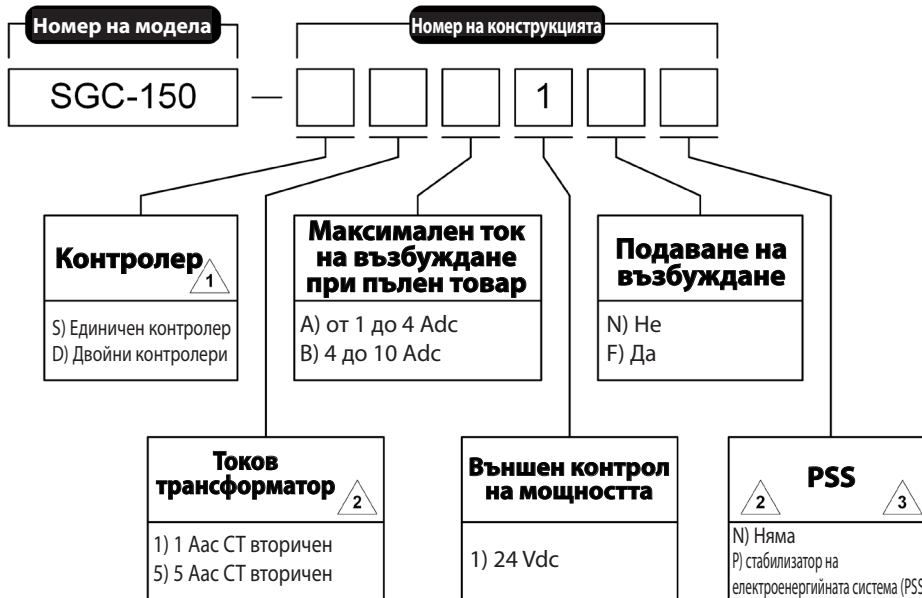 Номер на модела
Номер на конструкцията
SGC-150 — 1
Контролер 1
S) Единичен контролер
D) Двойни контролери
Максимален ток
на възбуждане
при пълен товар
A) от 1 до 4 Adc
B) 4 до 10 Adc
Подаване на
възбуждане
N) Не
F) Да
Токов
трансформатор 2
1) 1 Aac CT вторичен
5) 5 Aac CT вторичен
Външен контрол
на мощността
1) 24 Vdc
PSS
2 3
N) Няма
P) стабилизатор на
електроенергийната система (PSS